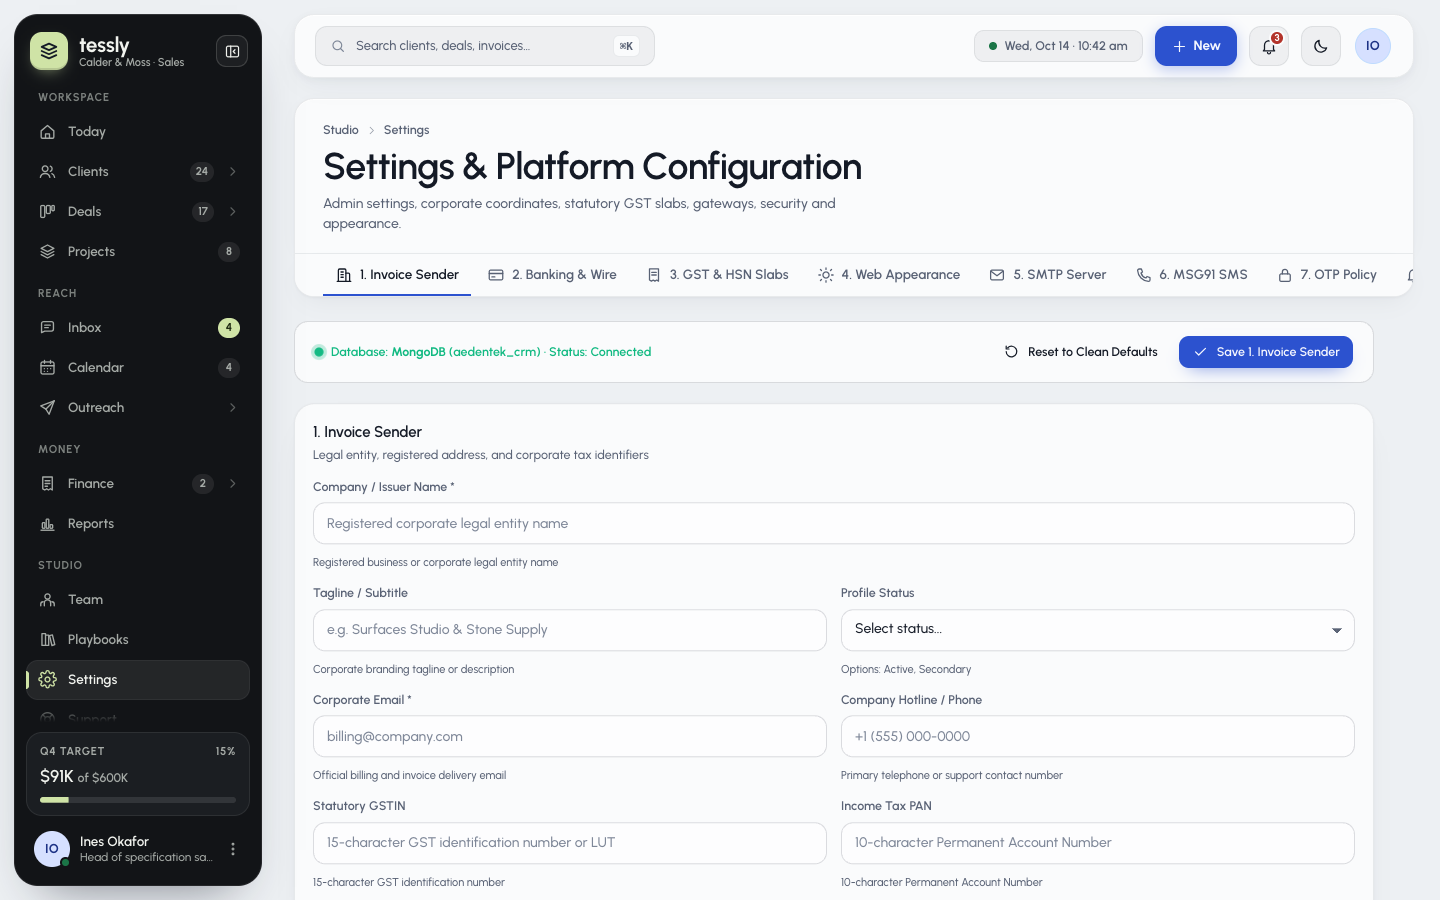 tessly
Calder & Moss · Sales
WORKSPACE
Today
Clients 24
Deals 17
Projects 8
REACH
Inbox 4
Calendar 4
Outreach
MONEY
Finance 2
Reports
STUDIO
Team
Playbooks
Settings
Support
Q4 TARGET 15%
$91K of $600K
IO
Ines Okafor
Head of specification sa...
Search clients, deals, invoices... ⌘K
Wed, Oct 14 · 10:42 am
New
3
IO
Studio Settings
Settings & Platform Configuration
Admin settings, corporate coordinates, statutory GST slabs, gateways, security and
appearance.
1. Invoice Sender 2. Banking & Wire 3. GST & HSN Slabs 4. Web Appearance 5. SMTP Server 6. MSG91 SMS 7. OTP Policy
Database: MongoDB (aedentek_crm) · Status: Connected
Reset to Clean Defaults
Save 1. Invoice Sender
1. Invoice Sender
Legal entity, registered address, and corporate tax identifiers
Company / Issuer Name *
Registered corporate legal entity name
Registered business or corporate legal entity name
Tagline / Subtitle
e.g. Surfaces Studio & Stone Supply
Corporate branding tagline or description
Profile Status
Select status...
Options: Active, Secondary
Corporate Email *
billing@company.com
Official billing and invoice delivery email
Company Hotline / Phone
+1 (555) 000-0000
Primary telephone or support contact number
Statutory GSTIN
15-character GST identification number or LUT
15-character GST identification number
Income Tax PAN
10-character Permanent Account Number
10-character Permanent Account Number